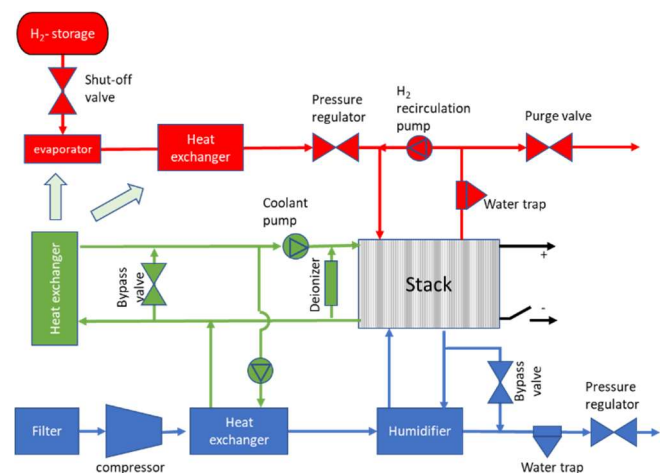 H2- storage
Shut-off
valve
evaporator
Heat
exchanger
Pressure
regulator
H2
recirculation
pump
Purge valve
Water trap
Coolant
pump
Heat exchanger
Bypass
valve
Deionizer
Stack
+
-
Bypass
valve
Pressure
regulator
Filter
compressor
Heat
exchanger
Humidifier
Water trap